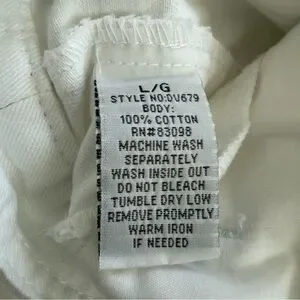 L/G
STYLE NO:DU679
BODY:
100% COTTON
RN#83098
MACHINE WASH
SEPARATELY
WASH INSIDE OUT
DO NOT BLEACH
TUMBLE DRY LOW
REMOVE PROMPTLY
WARM IRON
IF NEEDED